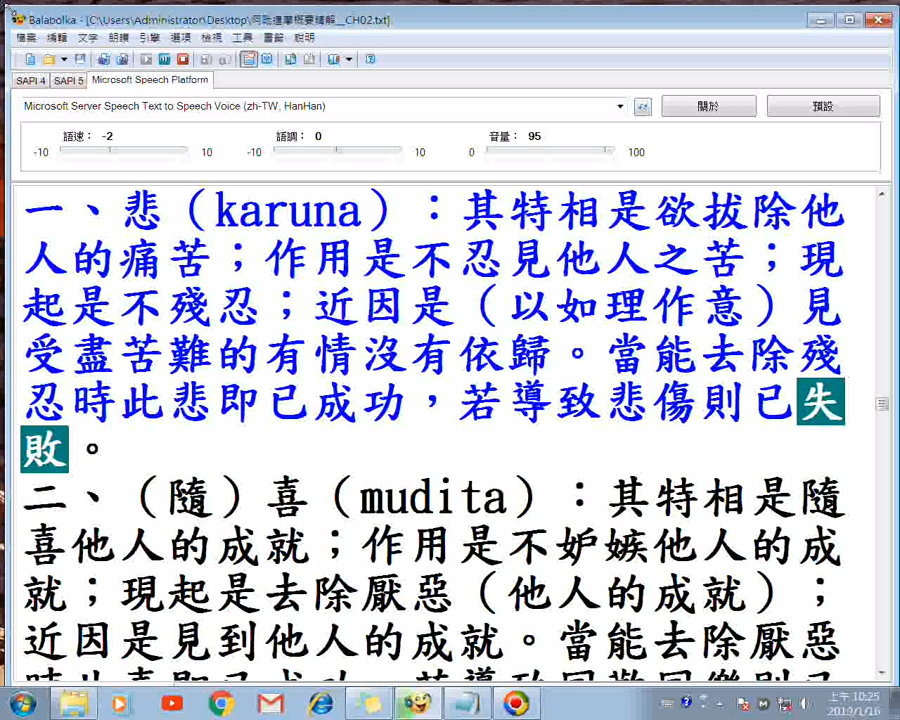 Balabolka - [C:\Users\Administrator\Desktop\阿毗達摩概要精解__CH02.txt]
檔案 編輯 文字 朗讀 引擎 選項 檢視 工具 書籤 說明
SAPI 4 SAPI 5 Microsoft Speech Platform
Microsoft Server Speech Text to Speech Voice (zh-TW, HanHan) 關於 預設
語速： -2 語調： 0 音量： 95
-10 10 -10 10 0 100
一、悲（karuna）：其特相是欲拔除他
人的痛苦；作用是不忍見他人之苦；現
起是不殘忍；近因是（以如理作意）見
受盡苦難的有情沒有依歸。當能去除殘
忍時此悲即已成功，若導致悲傷則已失
敗。
二、（隨）喜（mudita）：其特相是隨
喜他人的成就；作用是不妒嫉他人的成
就；現起是去除厭惡（他人的成就）；
近因是見到他人的成就。當能去除厭惡
上午 10:25
2019/1/16